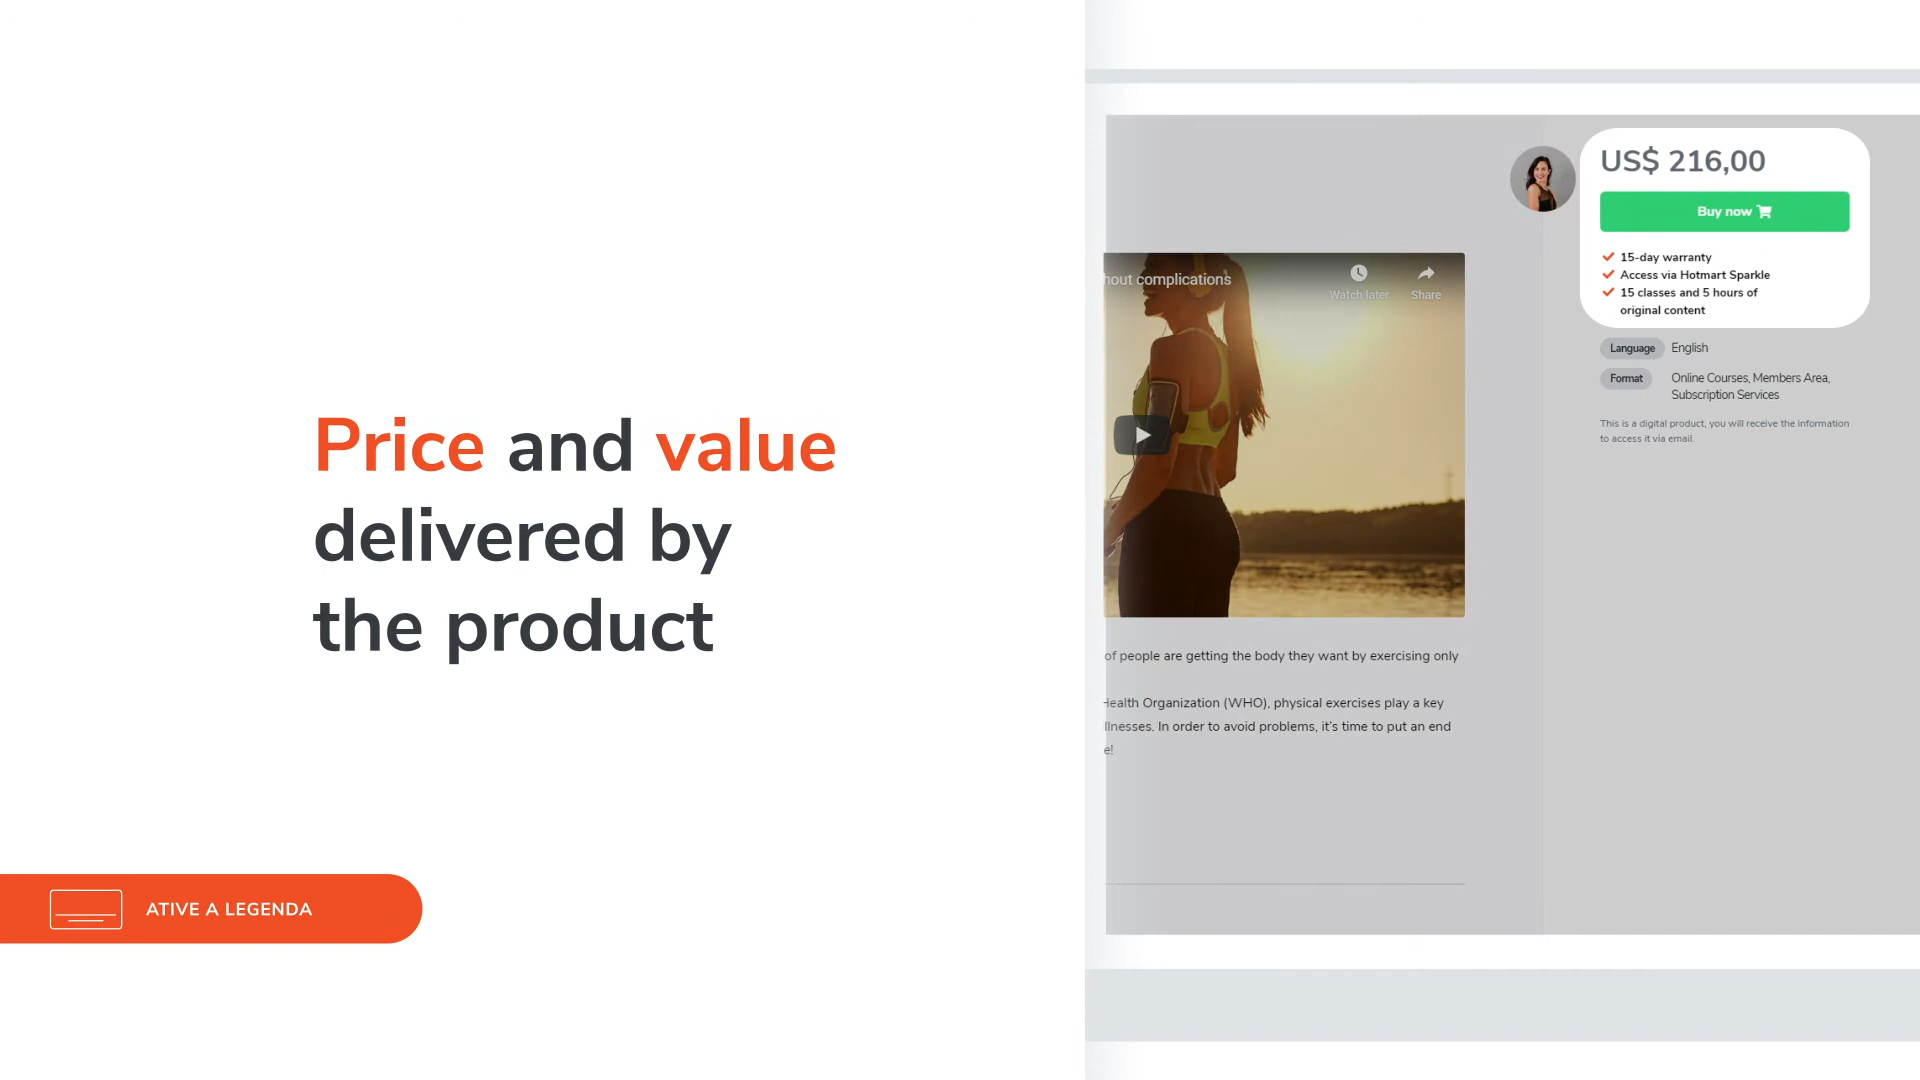 Price and value
delivered by
the product
ATIVE A LEGENDA
US$ 216,00
Buy now
15-day warranty
Access via Hotmart Sparkle
15 classes and 5 hours of
original content
Language English
Format Online Courses, Members Area,
Subscription Services
This is a digital product, you will receive the information
to access it via email.
complications
Watch later
Share
of people are getting the body they want by exercising only
Health Organization (WHO), physical exercises play a key
illnesses. In order to avoid problems, it's time to put an end